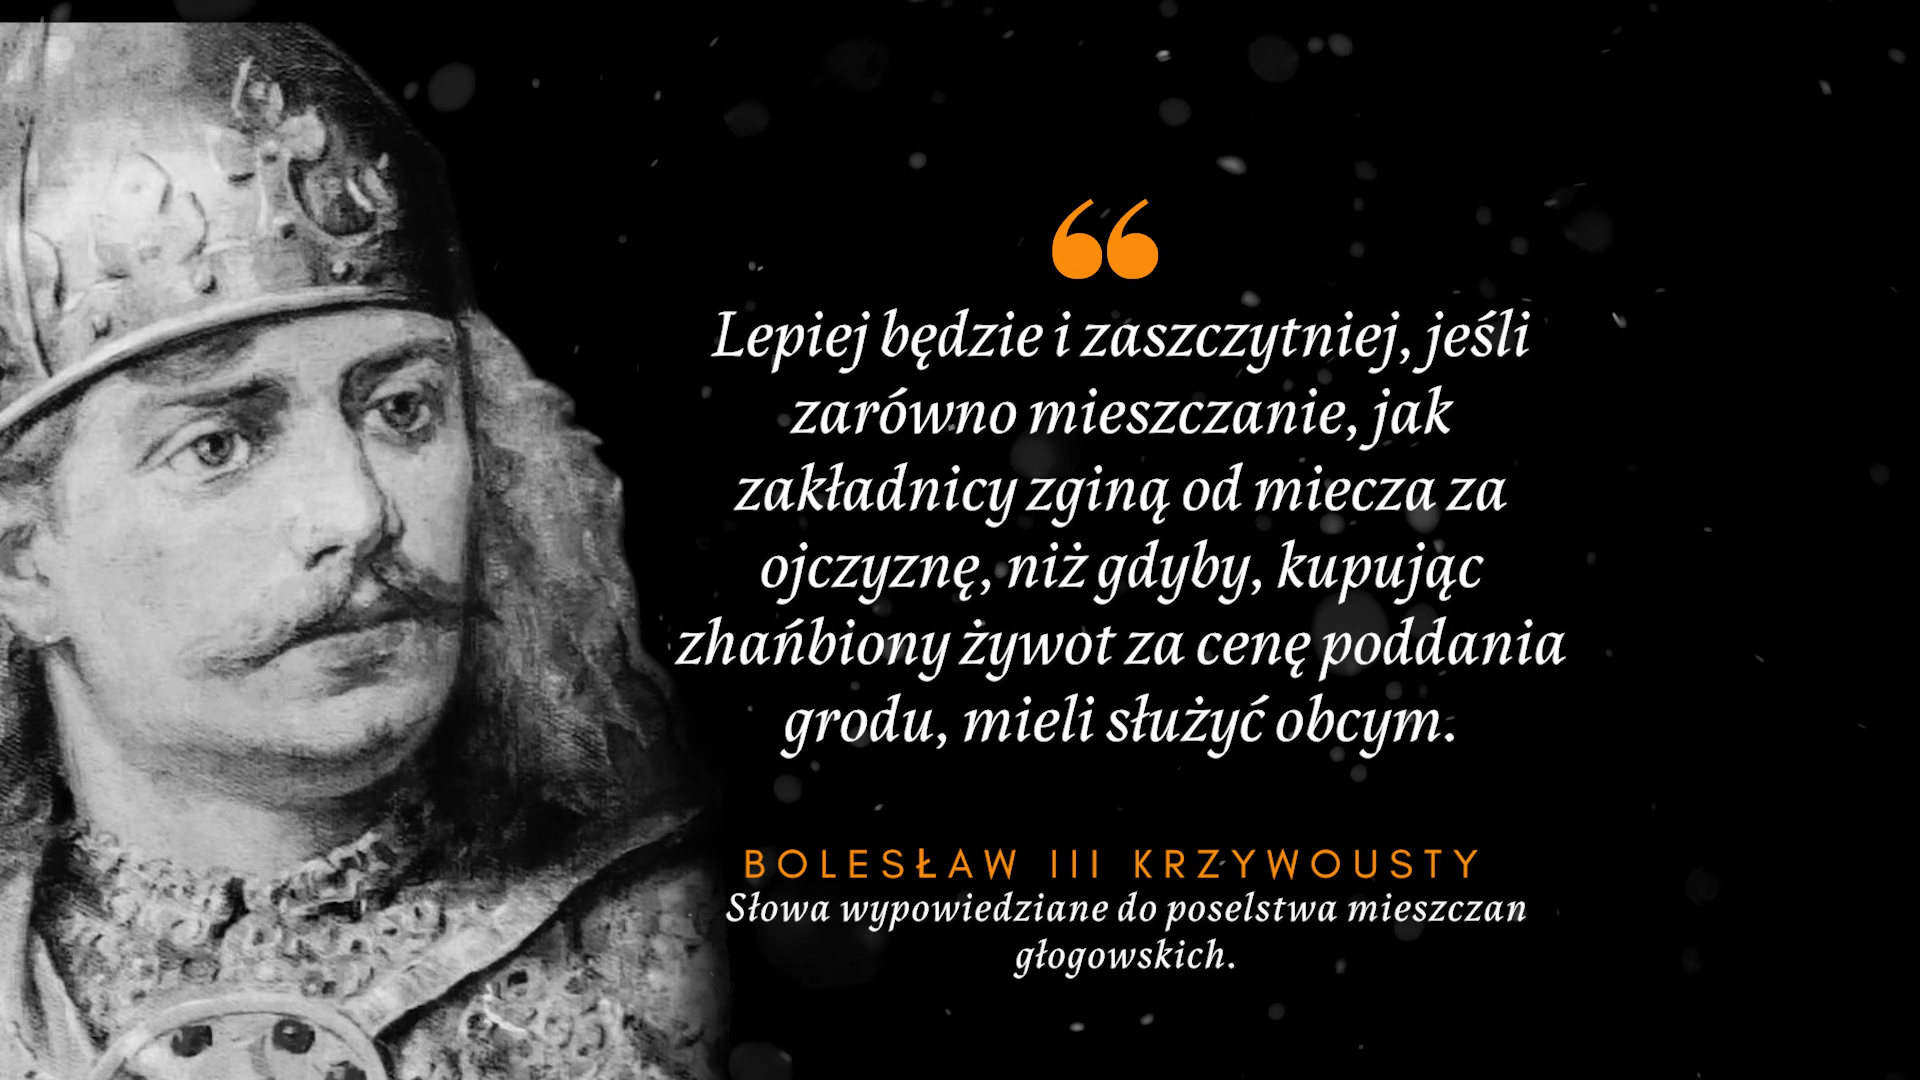 “
Lepiej będzie i zaszczytniej, jeśli
zarówno mieszczanie, jak
zakładnicy zginą od miecza za
ojczyznę, niż gdyby, kupując
zhańbiony żywot za cenę poddania
grodu, mieli służyć obcym.
BOLESŁAW III KRZYWOUSTY
Słowa wypowiedziane do poselstwa mieszczan
głogowskich.